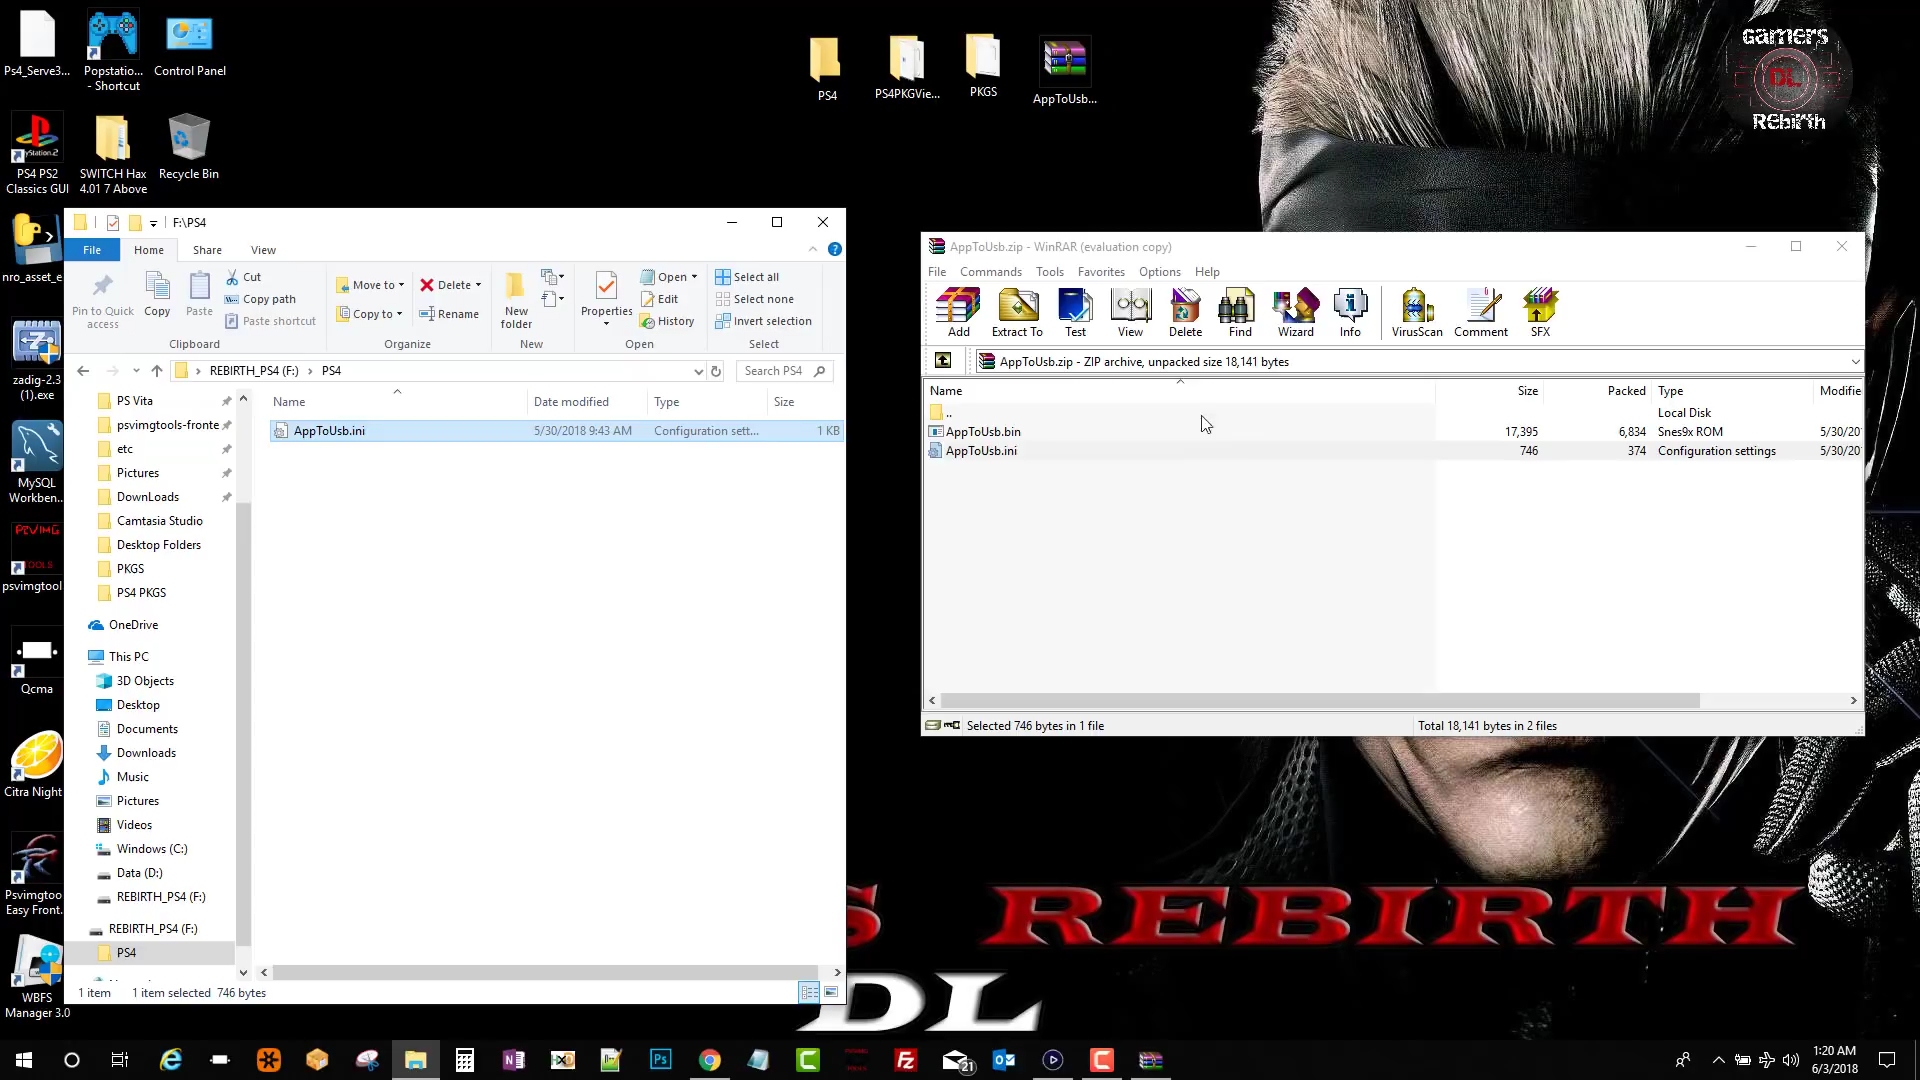 Ps4_Serve3...
Popstatio...
- Shortcut
Control Panel
PS4
PS4PKGVie...
PKGS
AppToUsb...
GamerS
DL
REbirth
PS4 PS2
Classics GUI
SWITCH Hax
4.01 7 Above
Recycle Bin
nro_asset_e
zadig-2.3
(1).exe
MySQL
Workben...
psvimgtool
Qcma
Citra Night
Psvimgtoo
Easy Front.
WBFS
Manager 3.0
F:\PS4
File
Home
Share
View
Pin to Quick
access
Copy
Paste
Cut
Copy path
Paste shortcut
Clipboard
Move to
Copy to
Delete
Rename
Organize
New
folder
New
Properties
Open
Edit
History
Open
Select all
Select none
Invert selection
Select
REBIRTH_PS4 (F:)
PS4
Search PS4
Name
Date modified
Type
Size
AppToUsb.ini
5/30/2018 9:43 AM
Configuration sett...
1 KB
PS Vita
psvimgtools-fronte
etc
Pictures
DownLoads
Camtasia Studio
Desktop Folders
PKGS
PS4 PKGS
OneDrive
This PC
3D Objects
Desktop
Documents
Downloads
Music
Pictures
Videos
Windows (C:)
Data (D:)
REBIRTH_PS4 (F:)
REBIRTH_PS4 (F:)
PS4
1 item
1 item selected 746 bytes
AppToUsb.zip - WinRAR (evaluation copy)
File Commands Tools Favorites Options Help
Add
Extract To
Test
View
Delete
Find
Wizard
Info
VirusScan
Comment
SFX
AppToUsb.zip - ZIP archive, unpacked size 18,141 bytes
Name Size Packed Type Modifie
.. Local Disk
AppToUsb.bin 17,395 6,834 Snes9x ROM 5/30/20
AppToUsb.ini 746 374 Configuration settings 5/30/20
Selected 746 bytes in 1 file
Total 18,141 bytes in 2 files
S REBIRTH
DL
21
1:20 AM
6/3/2018